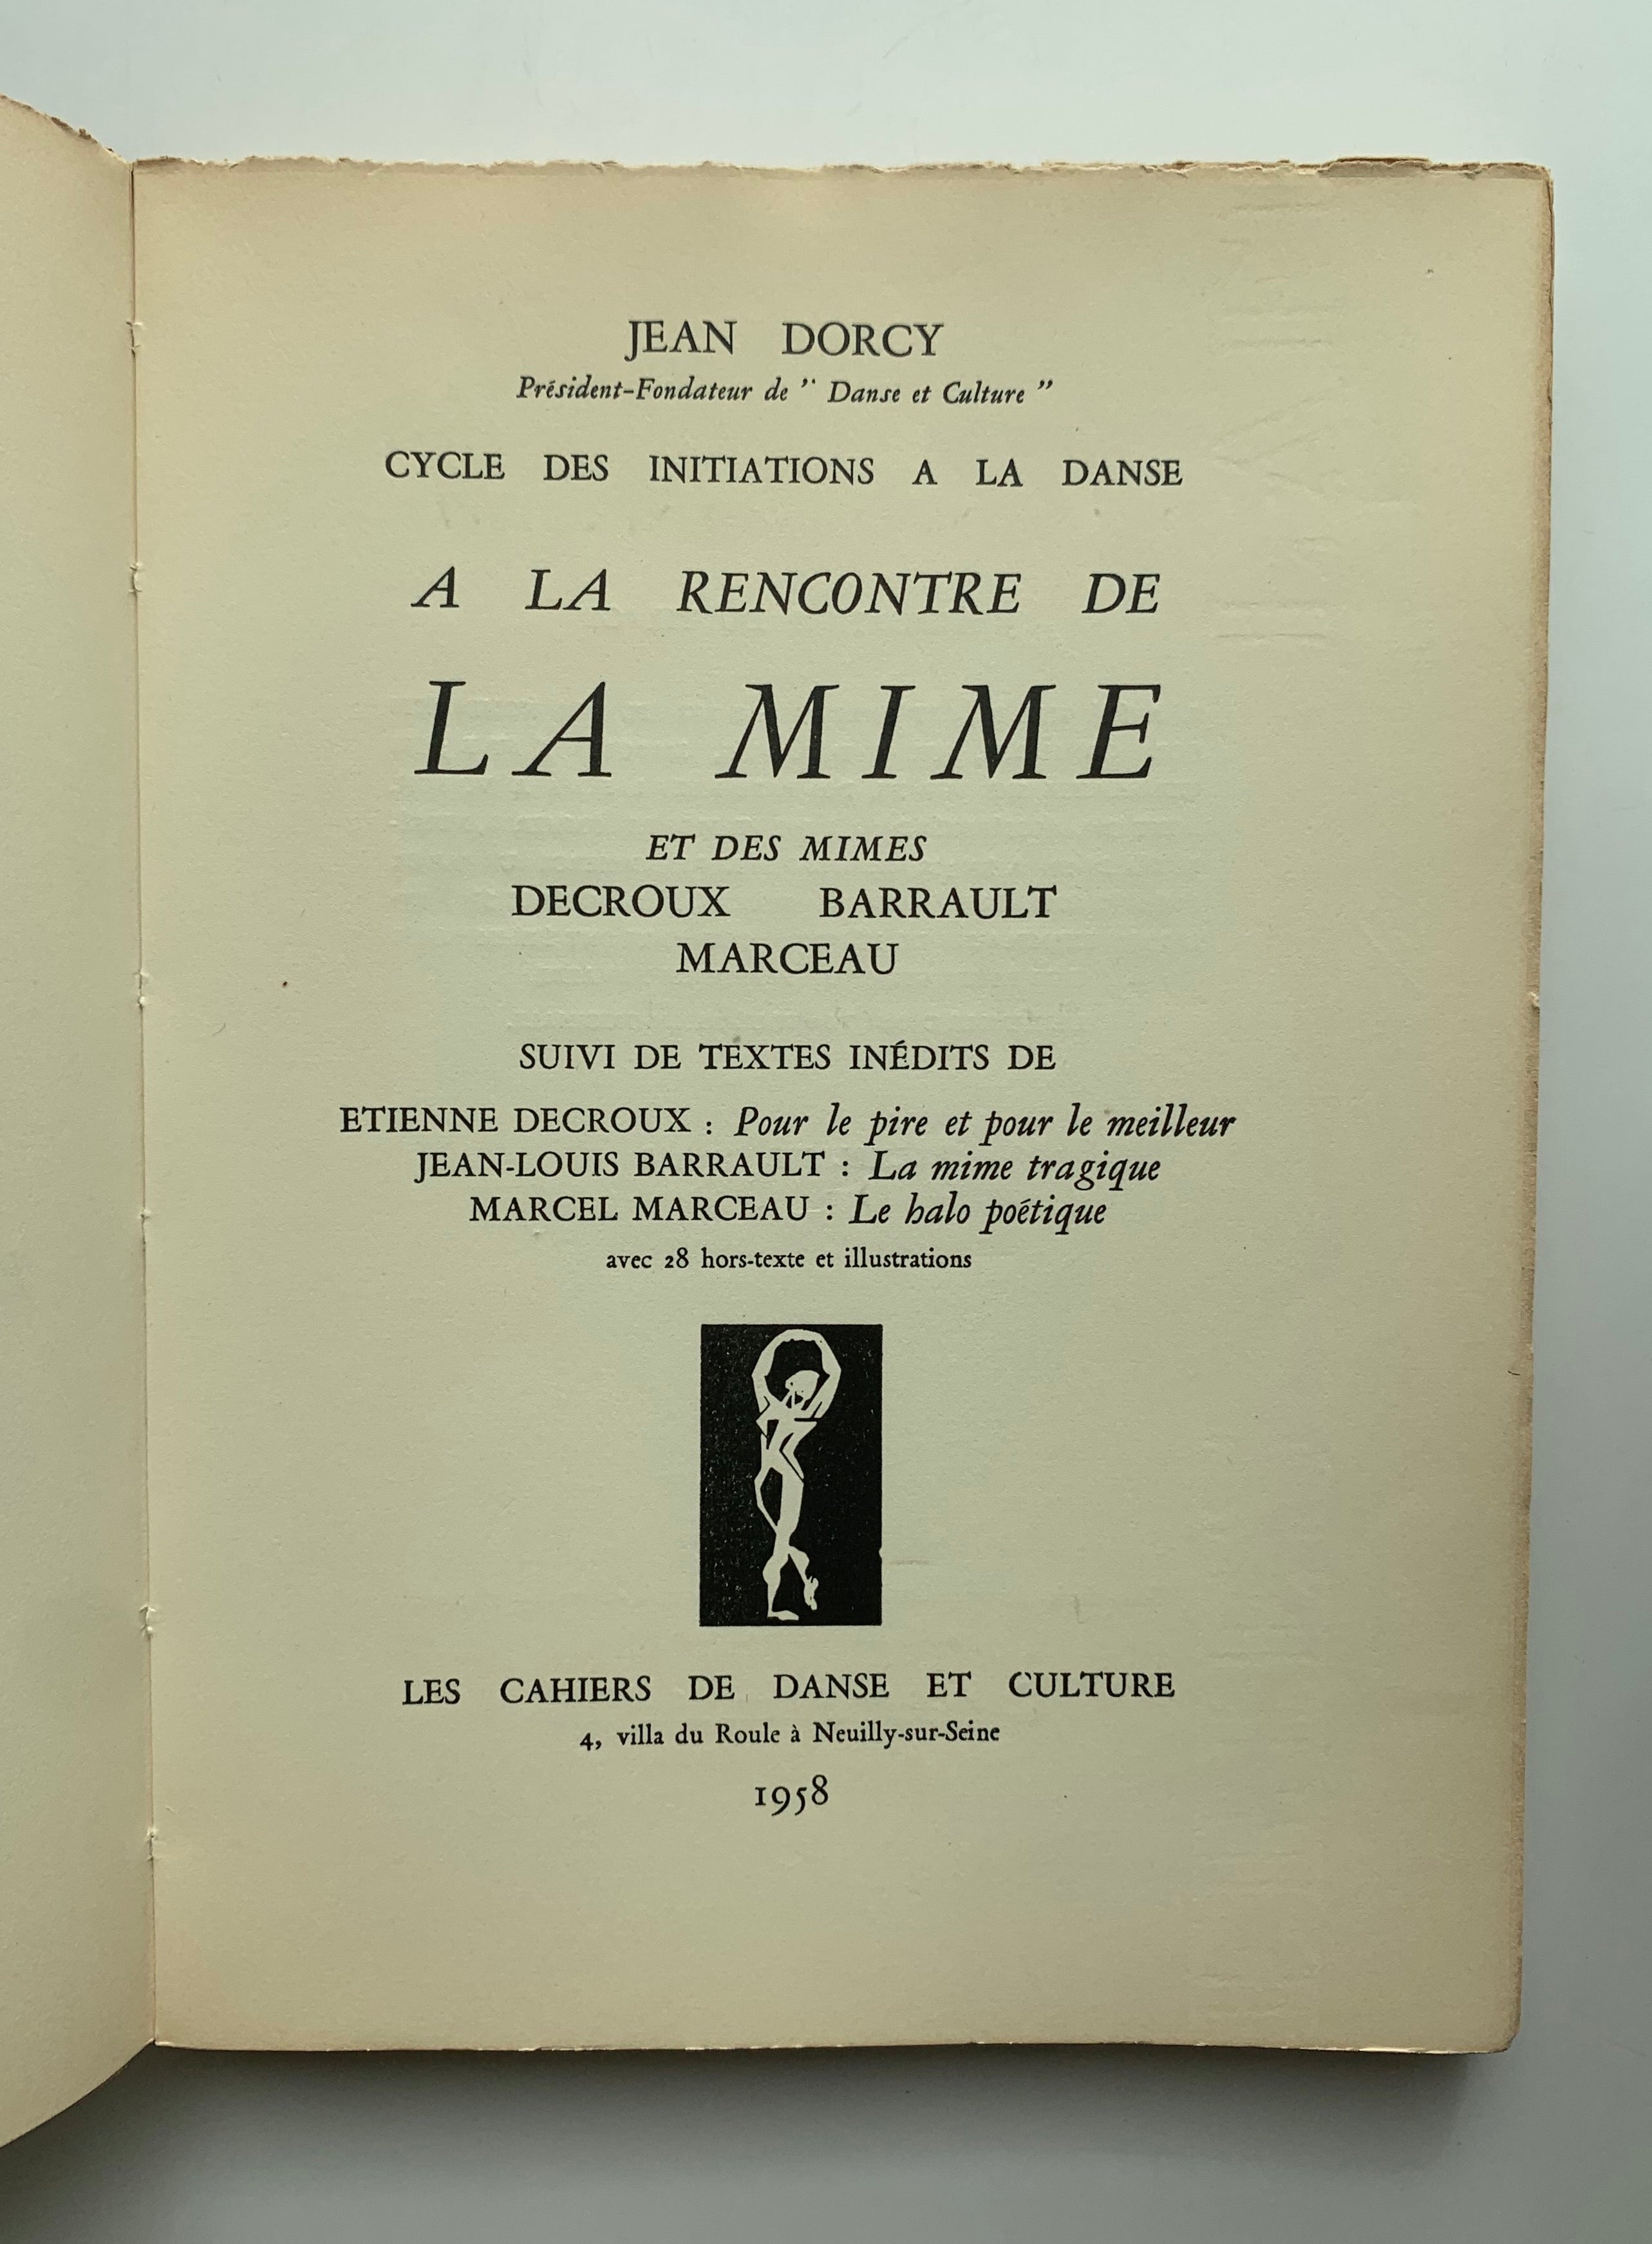 JEAN DORCY
Président-Fondateur de " Danse et Culture "
CYCLE DES INITIATIONS A LA DANSE
A LA RENCONTRE DE
LA MIME
ET DES MIMES
DECROUX BARRAULT
MARCEAU
SUIVI DE TEXTES INÉDITS DE
ETIENNE DECROUX : Pour le pire et pour le meilleur
JEAN-LOUIS BARRAULT : La mime tragique
MARCEL MARCEAU : Le halo poétique
avec 28 hors-texte et illustrations
LES CAHIERS DE DANSE ET CULTURE
4, villa du Roule à Neuilly-sur-Seine
1958